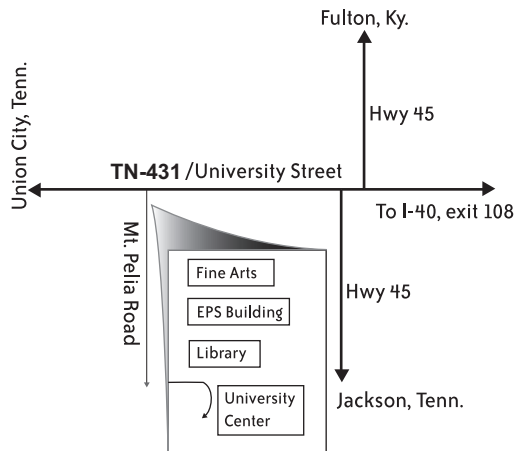 Fulton, Ky.
Hwy 45
Union City, Tenn.
TN-431 /University Street
To I-40, exit 108
Mt. Pelia Road
Fine Arts
EPS Building
Library
University
Center
Hwy 45
Jackson, Tenn.